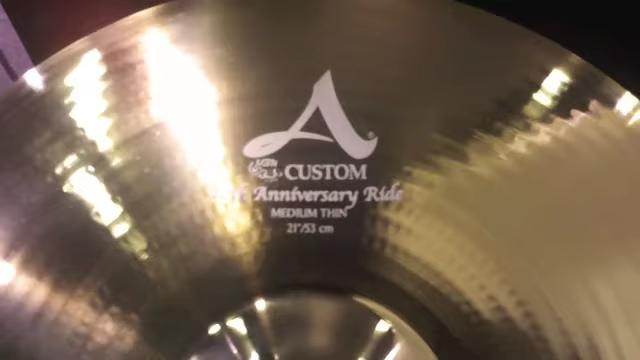 A
CUSTOM
Anniversary Ride
MEDIUM THIN
21"/53 cm